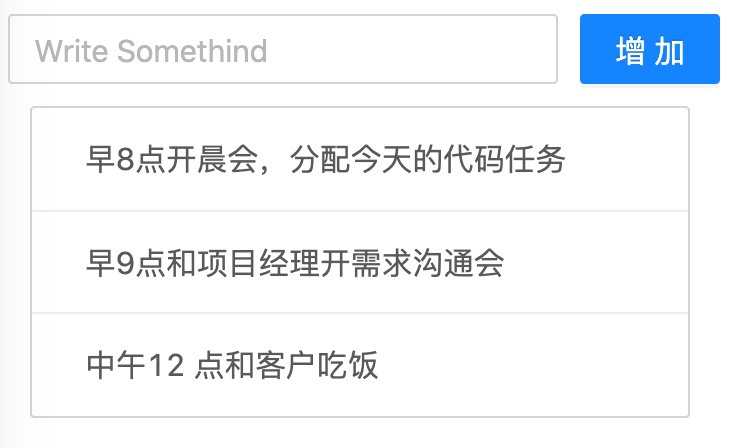 Write Somethind
增 加
早8点开晨会，分配今天的代码任务
早9点和项目经理开需求沟通会
中午12 点和客户吃饭